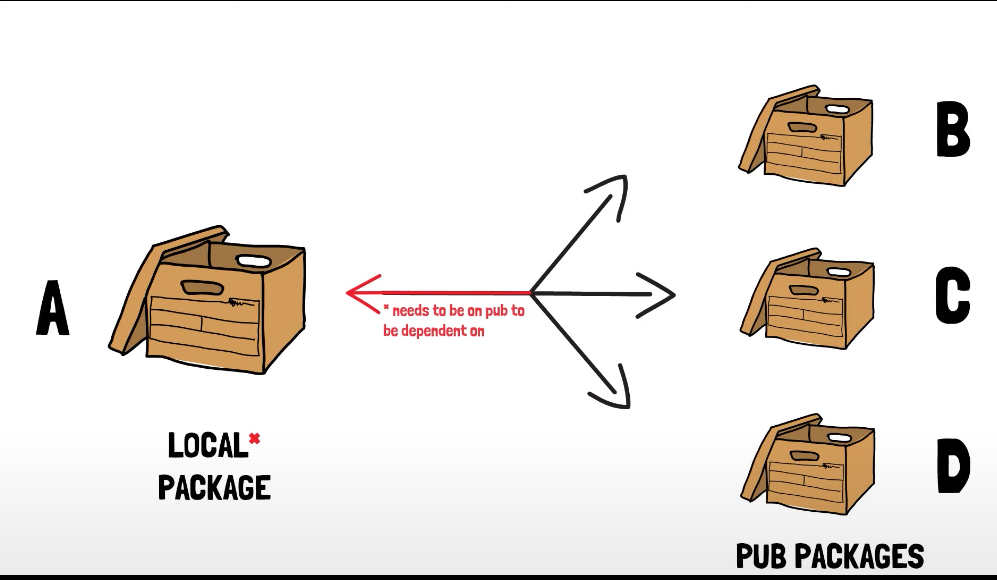 B
A
C
* needs to be on pub to
be dependent on
LOCAL*
PACKAGE
D
PUB PACKAGES